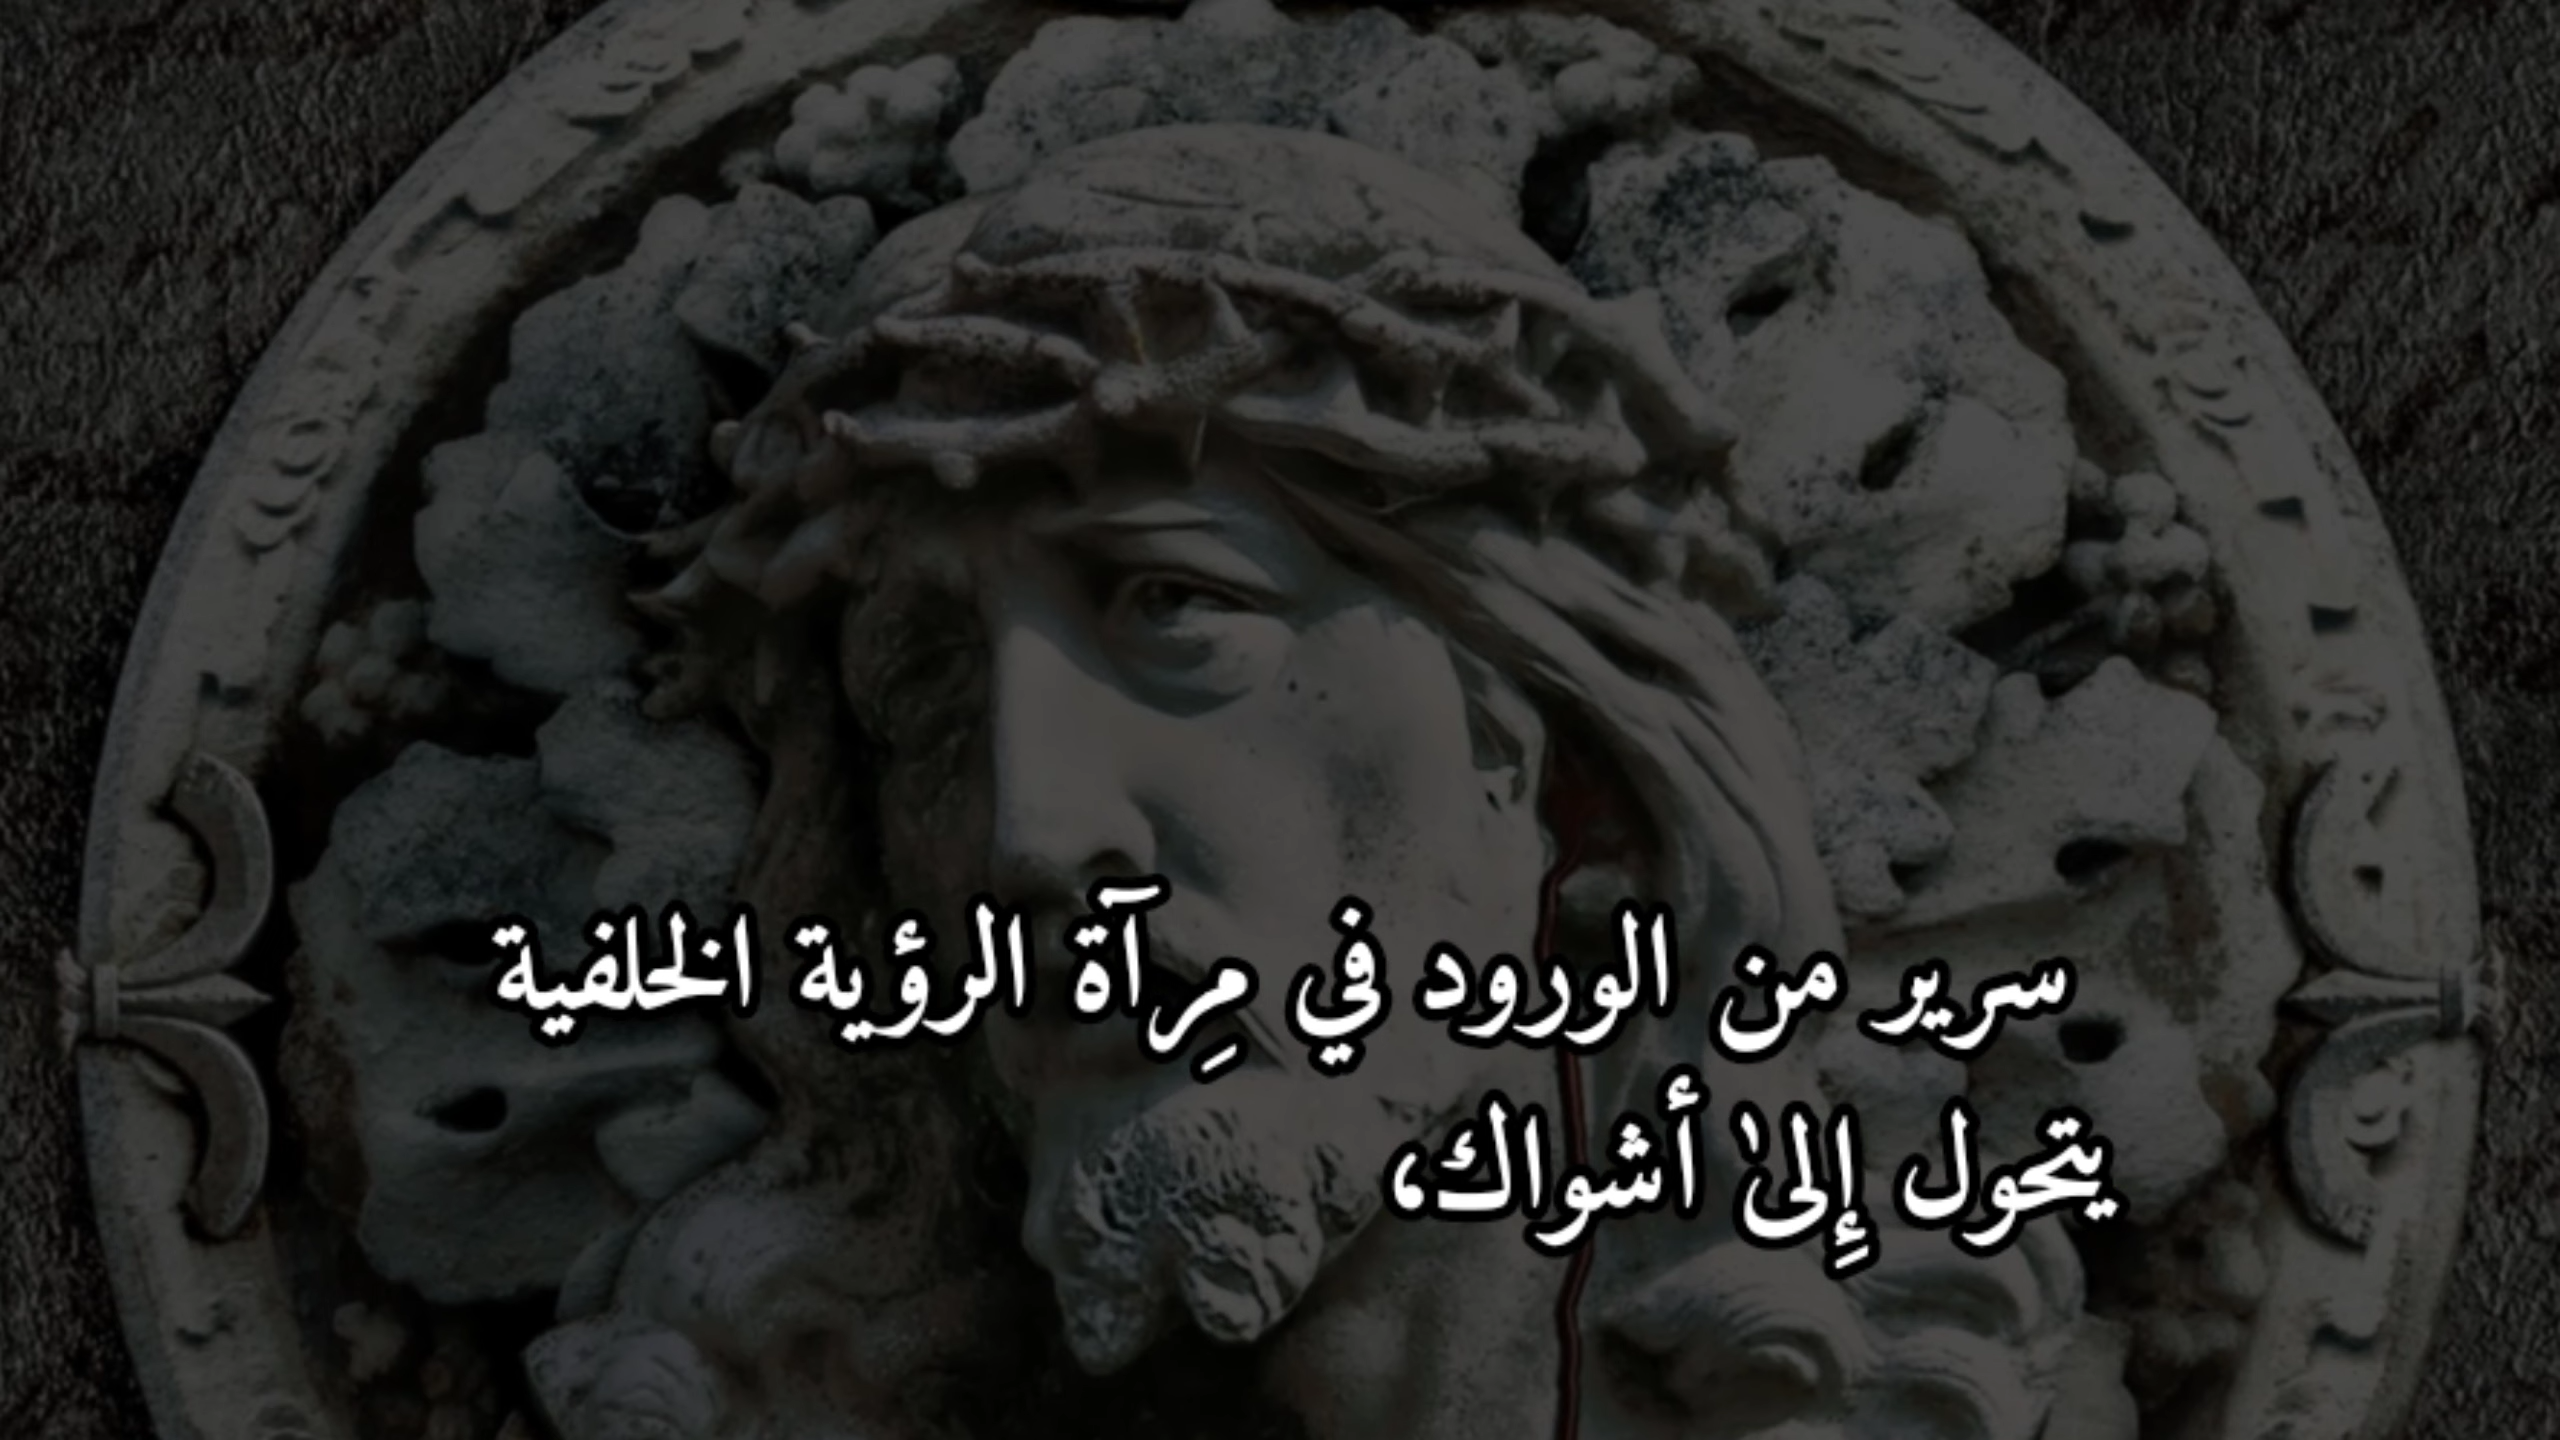 سرير من الورود في مِرآة الرؤية الخلفية
يتحول إِلىٰ أشواك،